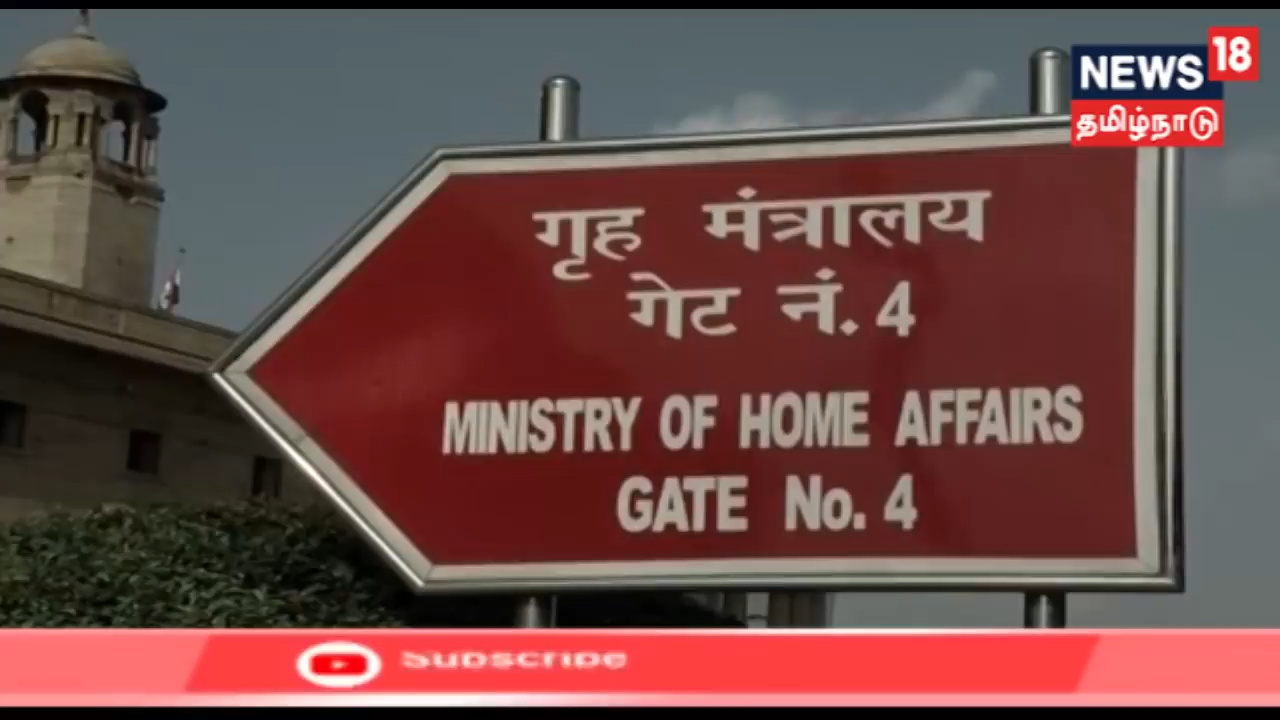 NEWS 18
தமிழ்நாடு
गृह मंत्रालय
गेट नं. 4
MINISTRY OF HOME AFFAIRS
GATE No. 4
SUBSCRIBE